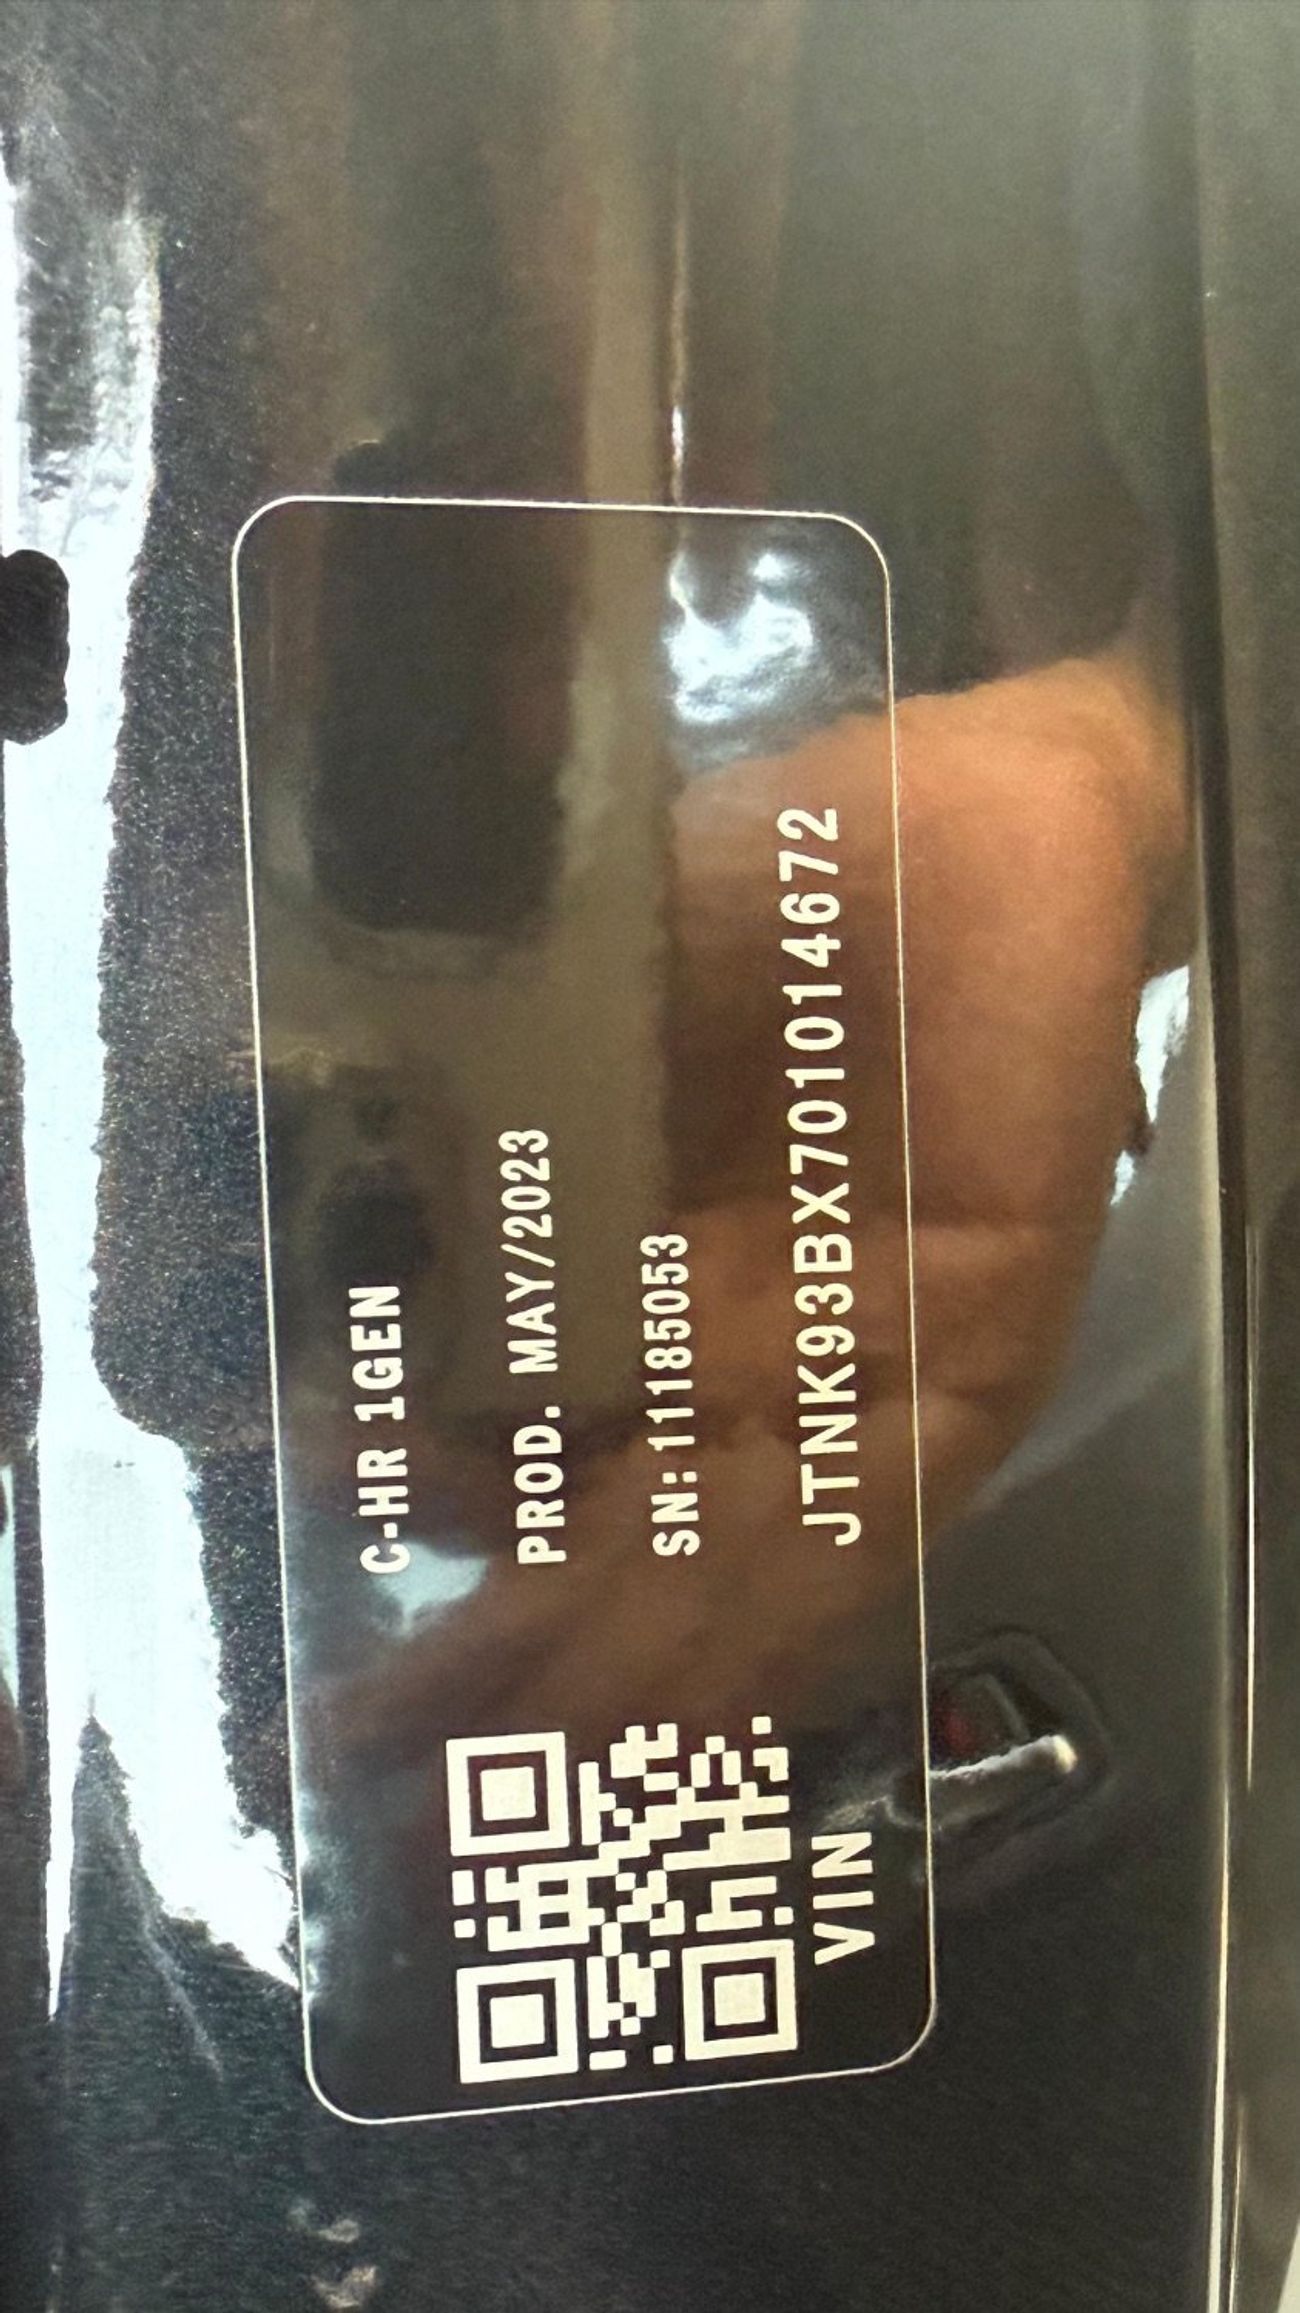 C-HR 1GEN
PROD. MAY/2023
SN:11185053
JTNK93BX701014672
VIN